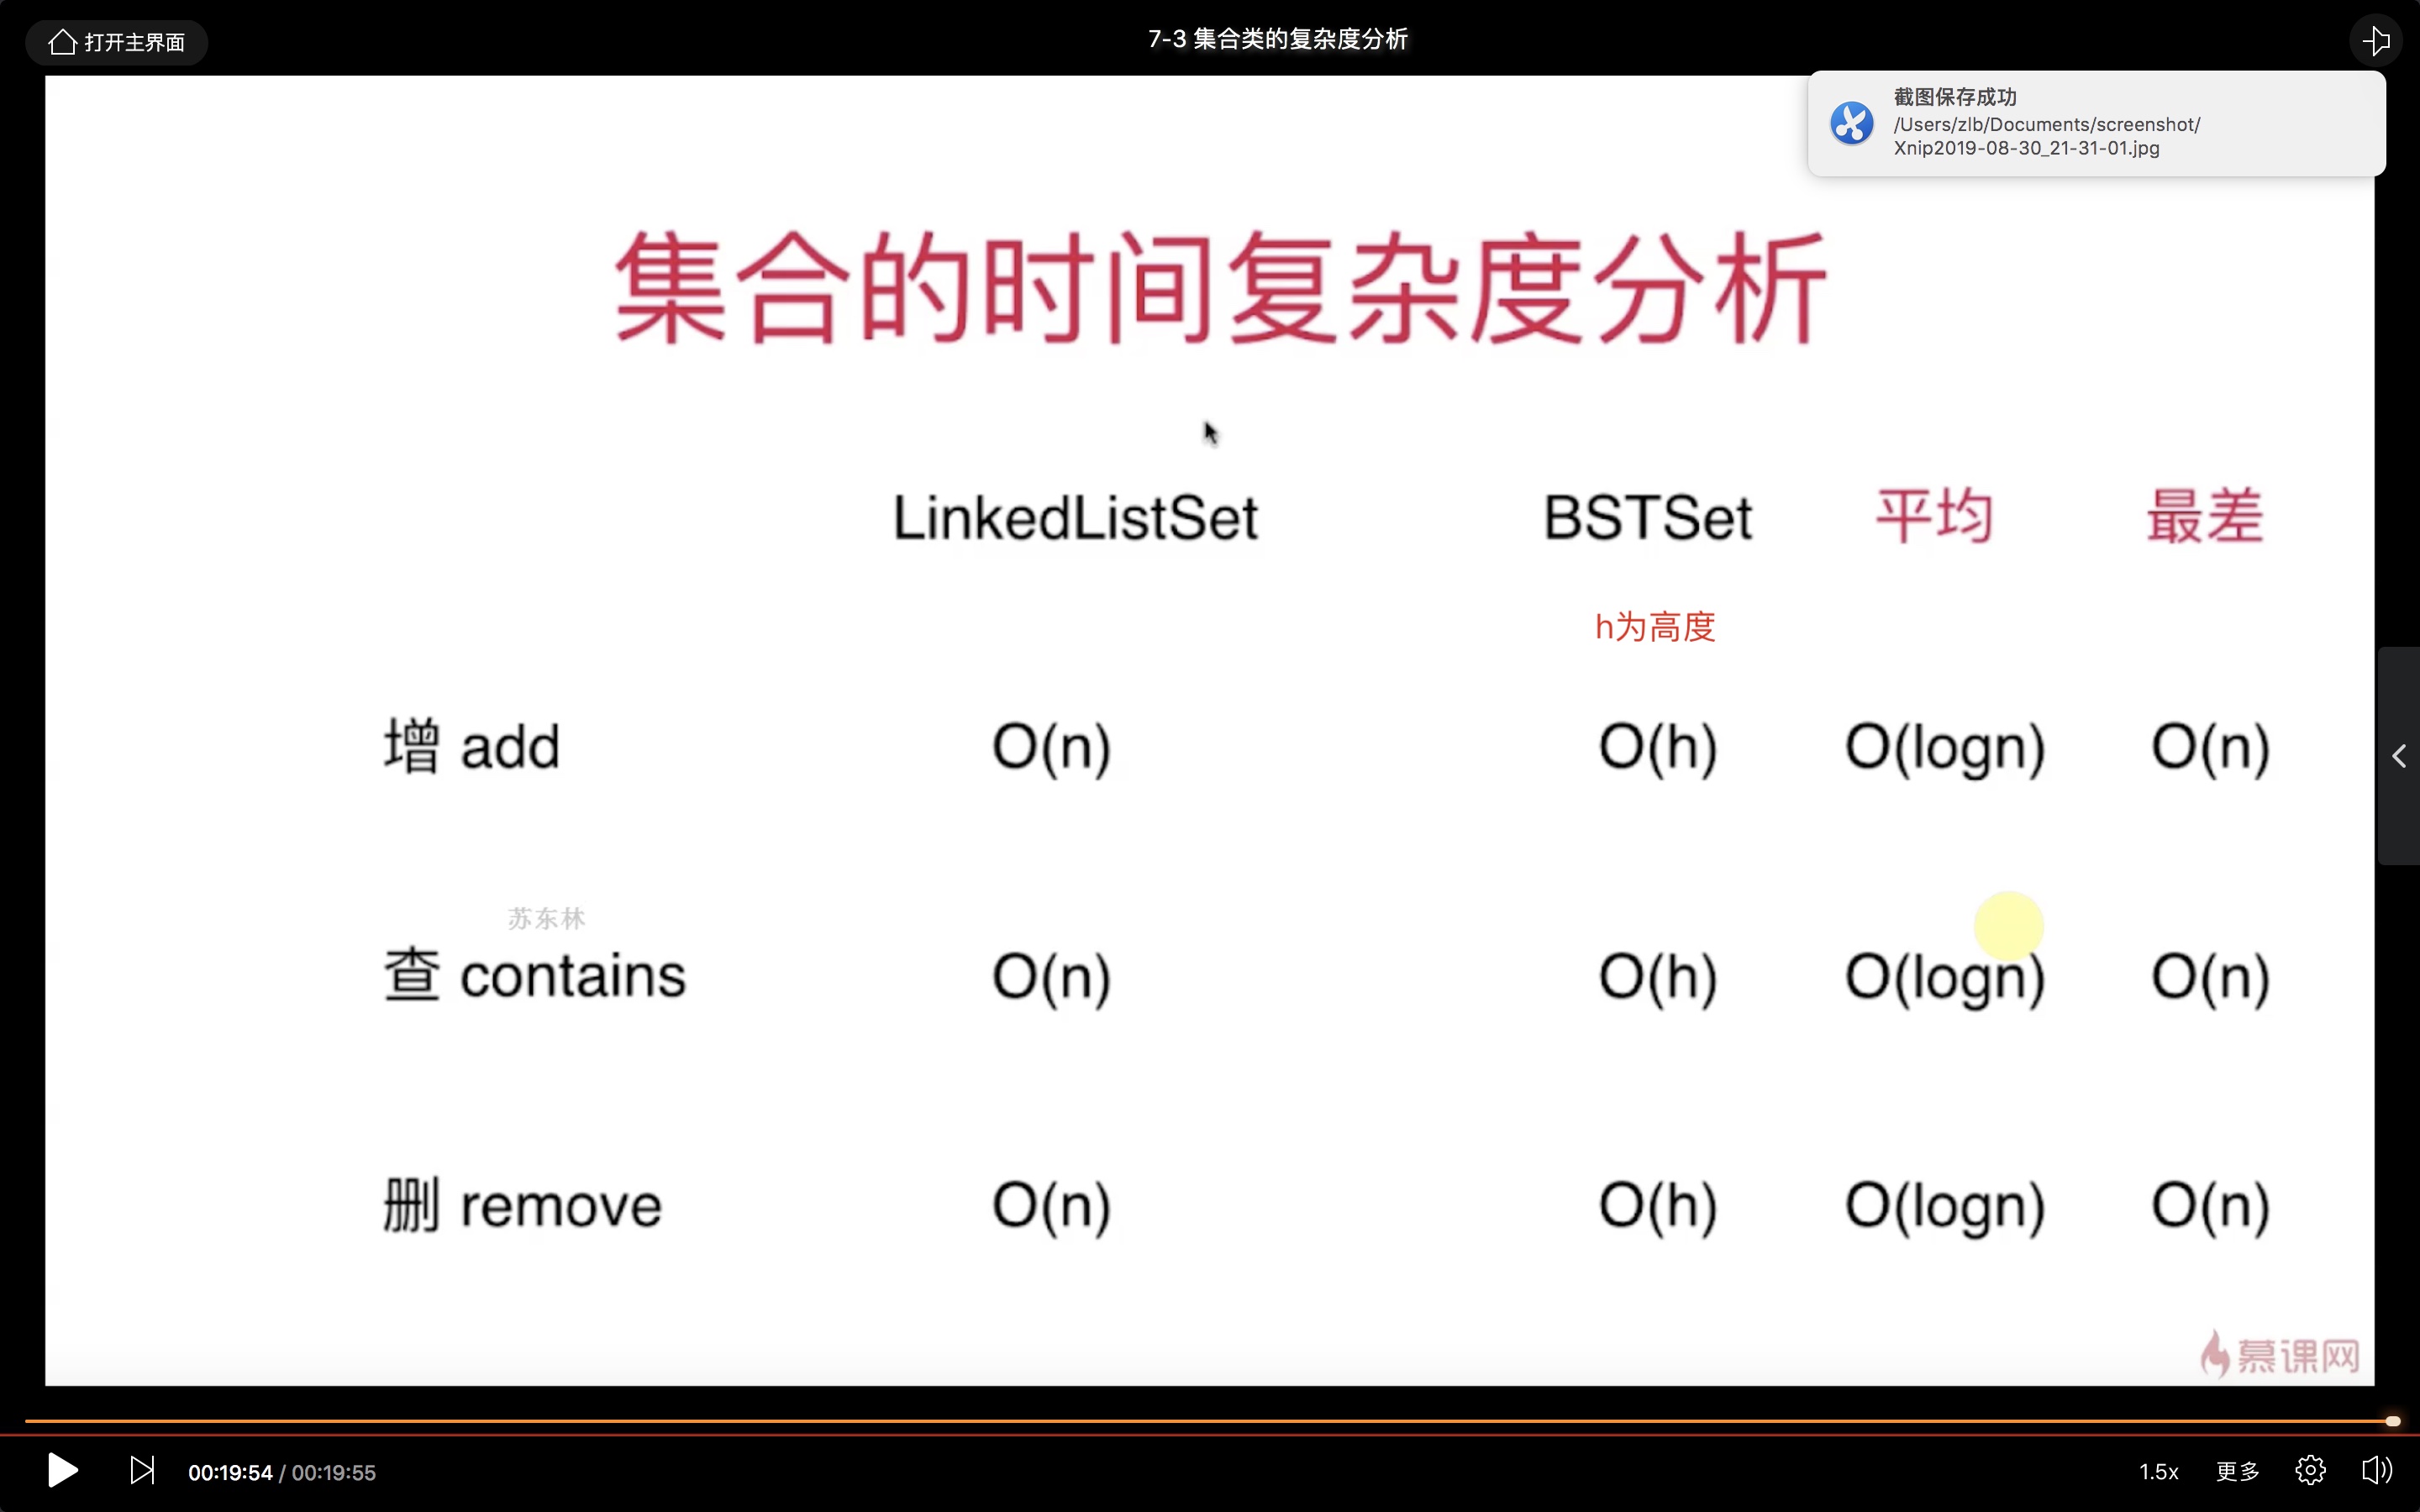 打开主界面
7-3 集合类的复杂度分析
截图保存成功
/Users/zlb/Documents/screenshot/
Xnip2019-08-30_21-31-01.jpg
集合的时间复杂度分析
LinkedListSet BSTSet 平均 最差
h为高度
增 add O(n) O(h) O(logn) O(n)
苏东林
查 contains O(n) O(h) O(logn) O(n)
删 remove O(n) O(h) O(logn) O(n)
慕课网
00:19:54 / 00:19:55 1.5x 更多